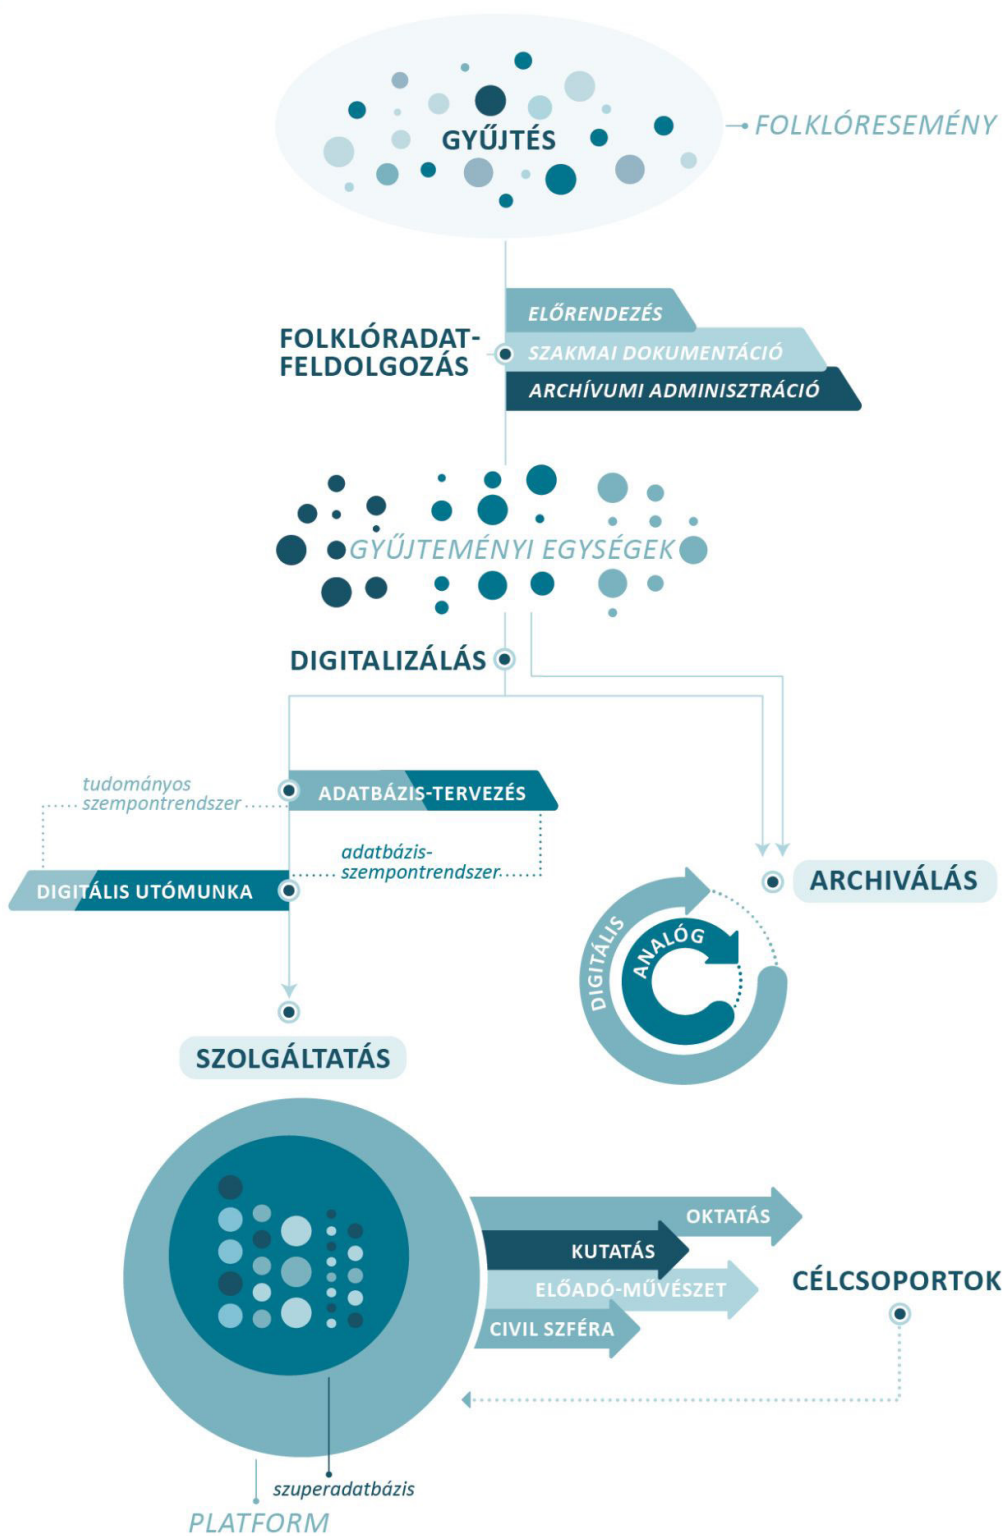 GYŰJTÉS
FOLKLÓRESEMÉNY
FOLKLÓRADAT-
FELDOLGOZÁS
ELŐRENDEZÉS
SZAKMAI DOKUMENTÁCIÓ
ARCHÍVUMI ADMINISZTRÁCIÓ
GYŰJTEMÉNYI EGYSÉGEK
DIGITALIZÁLÁS
tudományos
szempontrendszer
ADATBÁZIS-TERVEZÉS
adatbázis-
szempontrendszer
DIGITÁLIS UTÓMUNKA
ARCHIVÁLÁS
DIGITÁLIS
ANALÓG
SZOLGÁLTATÁS
OKTATÁS
KUTATÁS
ELŐADÓ-MŰVÉSZET
CIVIL SZFÉRA
CÉLCSOPORTOK
szuperadatbázis
PLATFORM